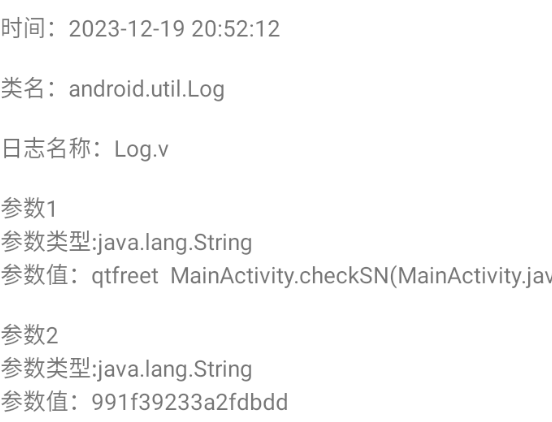 时间：2023-12-19 20:52:12
类名：android.util.Log
日志名称：Log.v
参数1
参数类型:java.lang.String
参数值：qtfreet  MainActivity.checkSN(MainActivity.jav
参数2
参数类型:java.lang.String
参数值：991f39233a2fdbdd